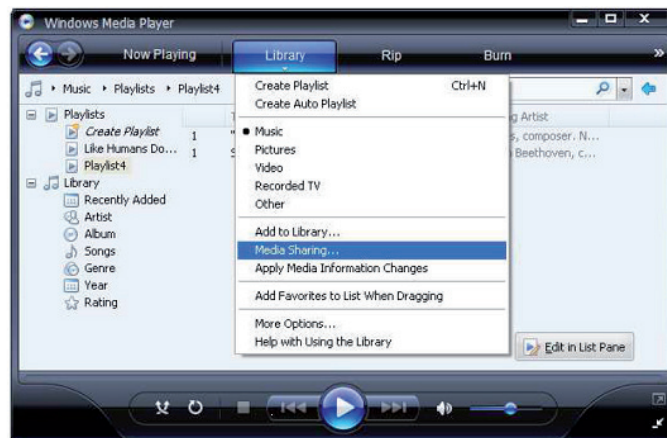 Windows Media Player
Now Playing Library Rip Burn »
Music ▸ Playlists ▸ Playlist4
Create Playlist Ctrl+N
Create Auto Playlist
Music
Pictures
Video
Recorded TV
Other
Add to Library...
Media Sharing...
Apply Media Information Changes
Add Favorites to List When Dragging
More Options...
Help with Using the Library
Playlists
Create Playlist
Like Humans Do...
Playlist4
Library
Recently Added
Artist
Album
Songs
Genre
Year
Rating
1
1
Artist
, composer. N...
Beethoven, c...
Edit in List Pane